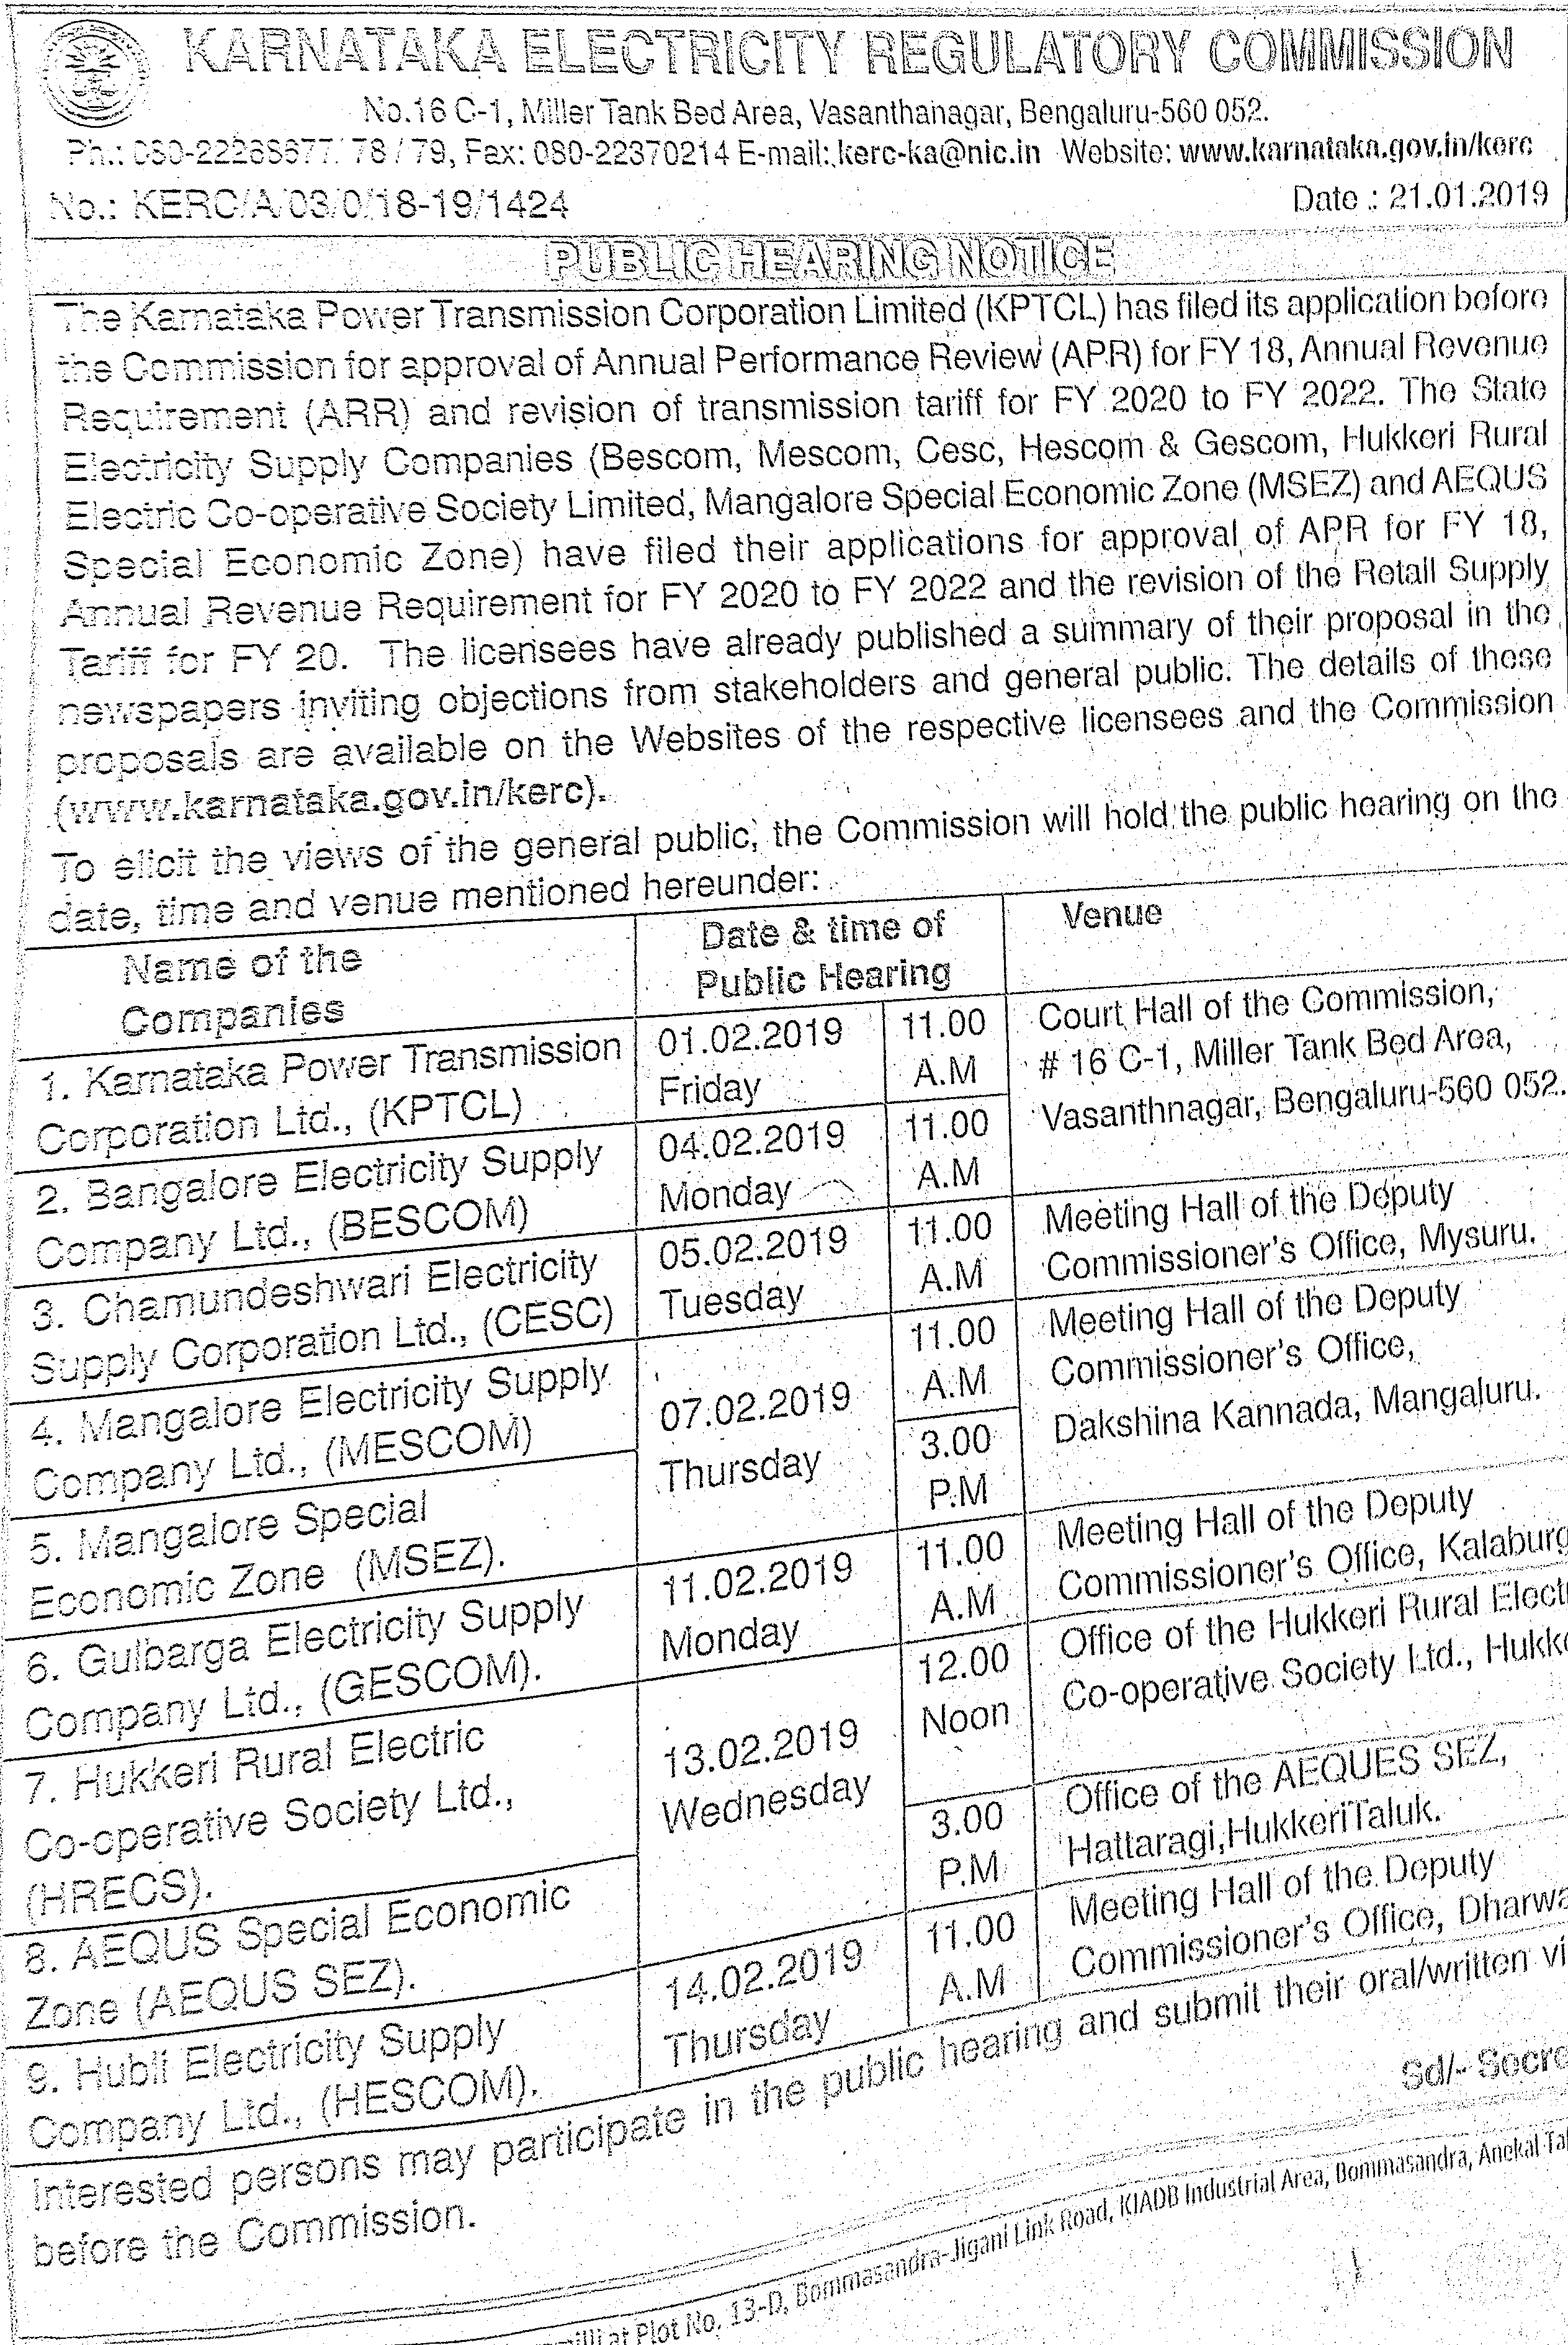 KARNATAKA ELECTRICITY REGULATORY COMMISSION
No.16 C-1, Miller Tank Bed Area, Vasanthanagar, Bengaluru-560 052.
78 / 79, Fax: 080-22370214 E-mail: kerc-ka@nic.in Website: www.karnataka.gov.in/kerc
No.: KERC/A/03/0/18-19/1424
Date : 21.01.2019
PUBLIC HEARING NOTICE
The Karnataka Power Transmission Corporation Limited (KPTCL) has filed its application before
the Commission for approval of Annual Performance Review (APR) for FY 18, Annual Revenue
Requirement (ARR) and revision of transmission tariff for FY 2020 to FY 2022. The State
Electricity Supply Companies (Bescom, Mescom, Cesc, Hescom & Gescom, Hukkeri Rural
Electric Co-operative Society Limited, Mangalore Special Economic Zone (MSEZ) and AEQUS
Special Economic Zone) have filed their applications for approval of APR for FY 18,
Annual Revenue Requirement for FY 2020 to FY 2022 and the revision of the Retail Supply
Tariff for FY 20. The licensees have already published a summary of their proposal in the
newspapers inviting objections from stakeholders and general public. The details of these
proposals are available on the Websites of the respective licensees and the Commission
(www.karnataka.gov.in/kerc).
To elicit the views of the general public, the Commission will hold the public hearing on the
date, time and venue mentioned hereunder:
Name of the
Companies
Date & time of
Public Hearing
Venue
1. Karnataka Power Transmission
Corporation Ltd., (KPTCL)
01.02.2019
Friday
11.00
A.M
Court Hall of the Commission,
# 16 C-1, Miller Tank Bed Area,
Vasanthnagar, Bengaluru-560 052.
2. Bangalore Electricity Supply
Company Ltd., (BESCOM)
04.02.2019
Monday
11.00
A.M
3. Chamundeshwari Electricity
Supply Corporation Ltd., (CESC)
05.02.2019
Tuesday
11.00
A.M
Meeting Hall of the Deputy
Commissioner's Office, Mysuru.
4. Mangalore Electricity Supply
Company Ltd., (MESCOM)
07.02.2019
Thursday
11.00
A.M
Meeting Hall of the Deputy
Commissioner's Office,
Dakshina Kannada, Mangaluru.
5. Mangalore Special
Economic Zone (MSEZ).
3.00
P.M
6. Gulbarga Electricity Supply
Company Ltd., (GESCOM).
11.02.2019
Monday
11.00
A.M
Meeting Hall of the Deputy
Commissioner's Office, Kalaburg
7. Hukkeri Rural Electric
Co-operative Society Ltd.,
(HRECS).
13.02.2019
Wednesday
12.00
Noon
Office of the Hukkeri Rural Elect
Co-operative Society Ltd., Hukk
8. AEQUS Special Economic
Zone (AEQUS SEZ).
3.00
P.M
Office of the AEQUES SEZ,
Hattaragi,HukkeriTaluk.
9. Hubli Electricity Supply
Company Ltd., (HESCOM).
14.02.2019
Thursday
11.00
A.M
Meeting Hall of the Deputy
Commissioner's Office, Dharwa
Interested persons may participate in the public hearing and submit their oral/written vi
before the Commission.
Sd/- Secre
at Plot No. 13-D, Bommasandra-Jigani Link Road, KIADB Industrial Area, Bommasandra, Anekal Tal